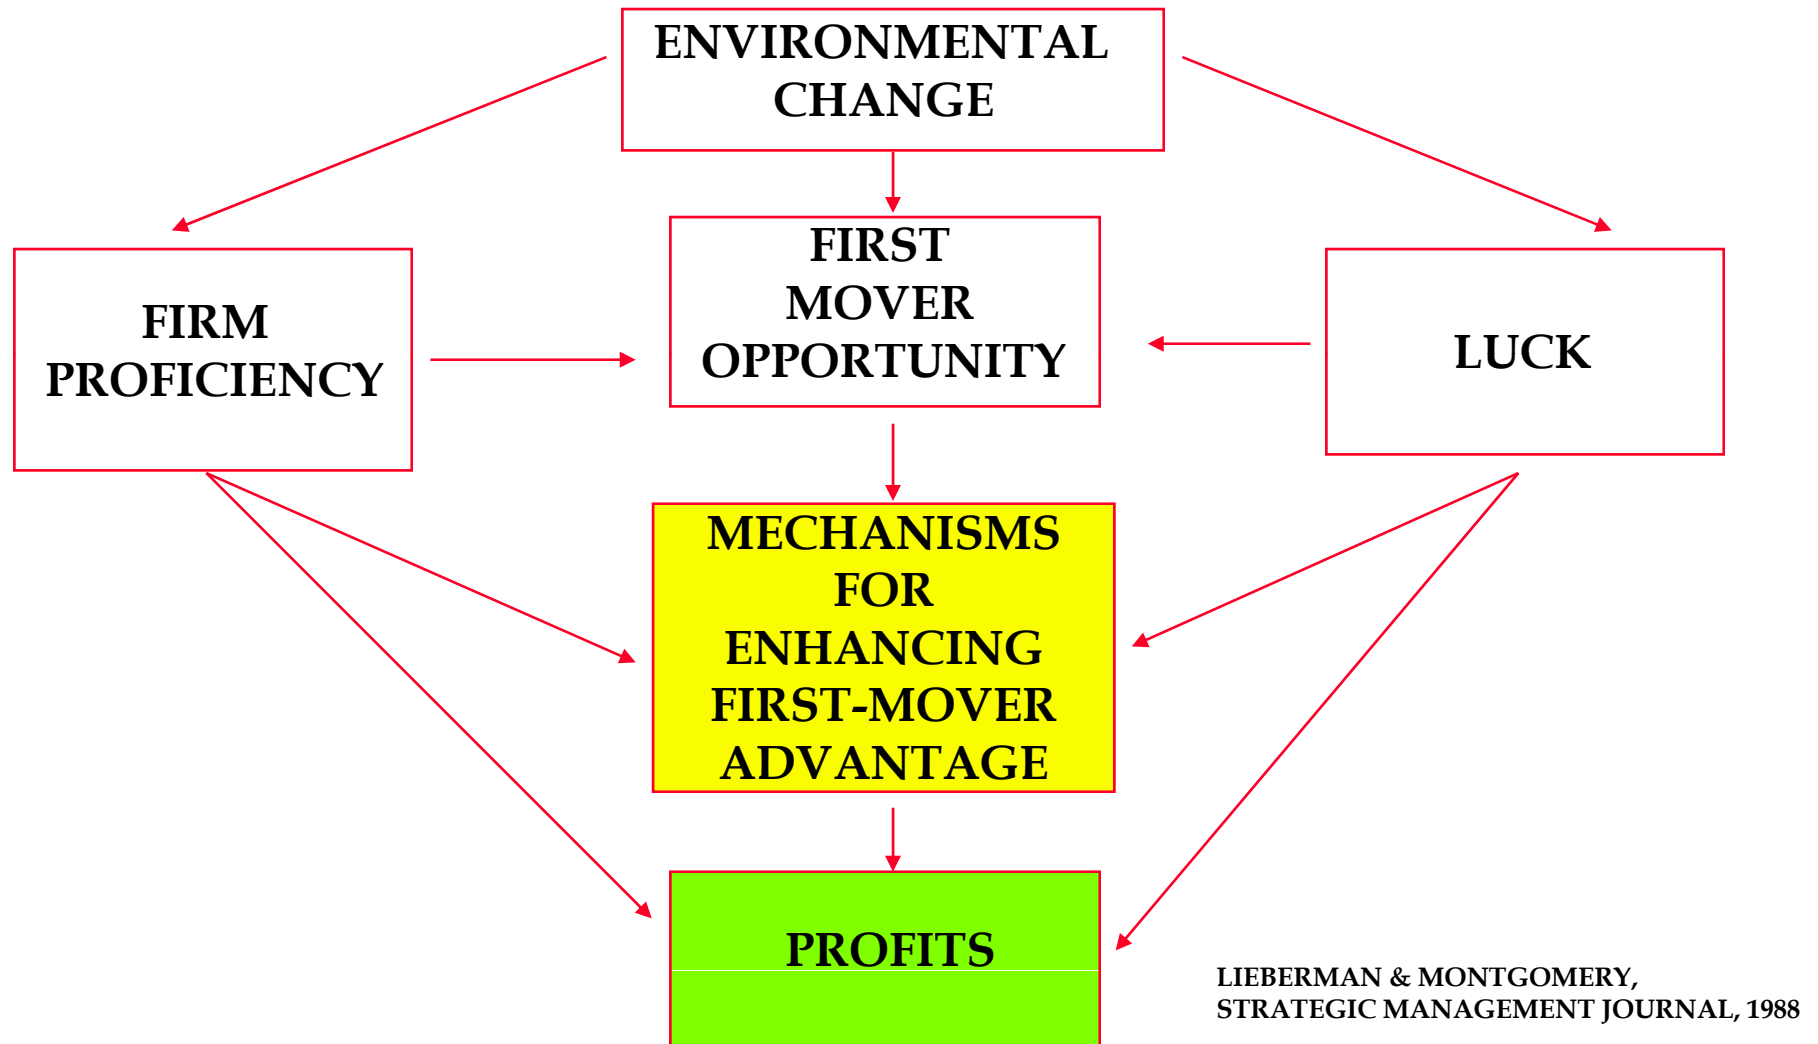 ENVIRONMENTAL
CHANGE
FIRM
PROFICIENCY
FIRST
MOVER
OPPORTUNITY
LUCK
MECHANISMS
FOR
ENHANCING
FIRST-MOVER
ADVANTAGE
PROFITS
LIEBERMAN & MONTGOMERY,
STRATEGIC MANAGEMENT JOURNAL, 1988